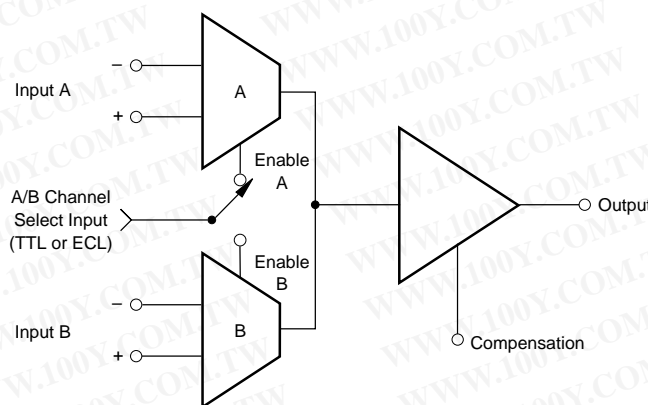 −
Input A
+
A
Enable
A
A/B Channel
Select Input
(TTL or ECL)
Output
Enable
B
−
Input B
+
B
Compensation
WWW.100Y.COM.TW